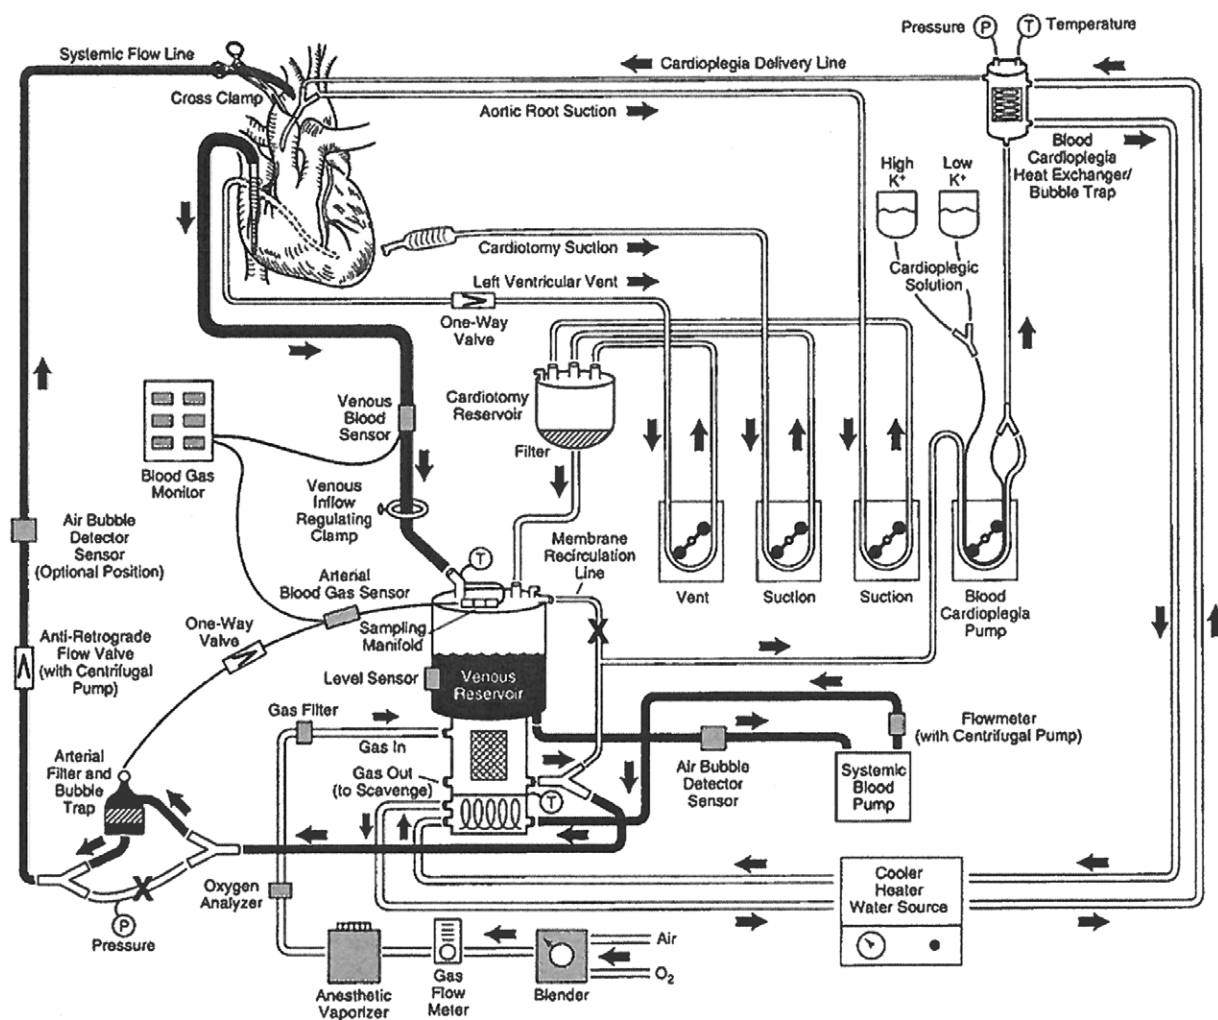 Pressure
P
T
Temperature
Systemic Flow Line
Cardioplegia Delivery Line
Cross Clamp
Aortic Root Suction
Blood
Cardioplegia
Heat Exchanger/
Bubble Trap
High
K+
Low
K+
Cardiotomy Suction
Cardioplegic
Solution
Left Ventricular Vent
One-Way
Valve
Cardiotomy
Reservoir
Filter
Venous
Blood
Sensor
Blood Gas
Monitor
Venous
Inflow
Regulating
Clamp
Air Bubble
Detector
Sensor
(Optional Position)
Membrane
Recirculation
Line
T
Arterial
Blood Gas Sensor
Vent
Suction
Suction
Blood
Cardioplegia
Pump
One-Way
Valve
Sampling
Manifold
X
Anti-Retrograde
Flow Valve
(with Centrifugal
Pump)
Level Sensor
Venous
Reservoir
Gas Filter
Gas In
Flowmeter
(with Centrifugal Pump)
Arterial
Filter and
Bubble
Trap
Gas Out
(to Scavenge)
T
Air Bubble
Detector
Sensor
Systemic
Blood
Pump
X
P
Pressure
Oxygen
Analyzer
Cooler
Heater
Water Source
Anesthetic
Vaporizer
Gas
Flow
Meter
Blender
Air
O2